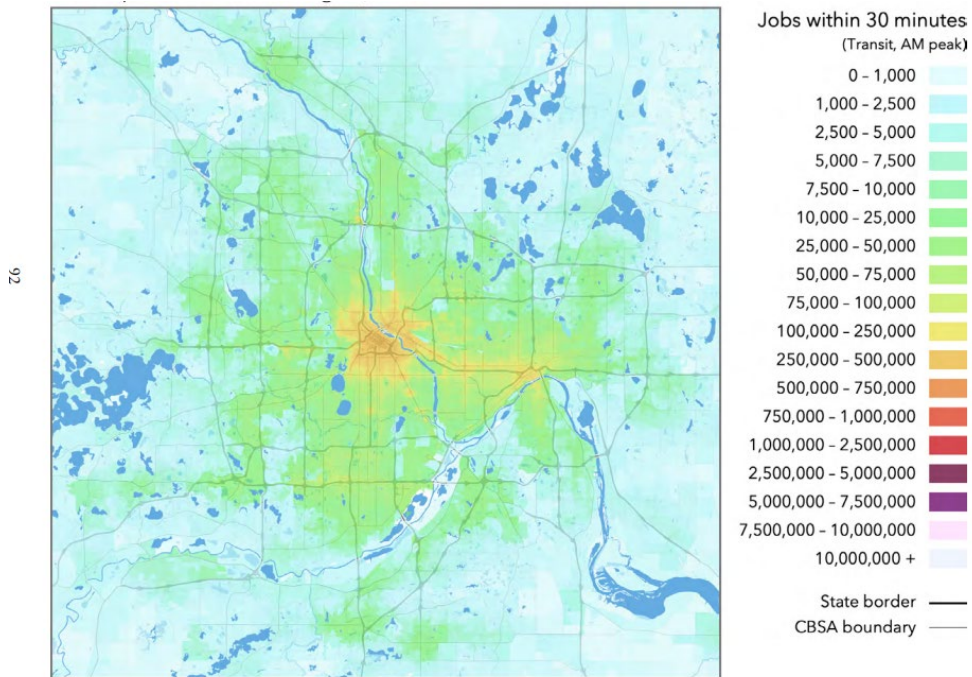 Jobs within 30 minutes
(Transit, AM peak)
0 – 1,000
1,000 – 2,500
2,500 – 5,000
5,000 – 7,500
7,500 – 10,000
10,000 – 25,000
25,000 – 50,000
50,000 – 75,000
75,000 – 100,000
100,000 – 250,000
250,000 – 500,000
500,000 – 750,000
750,000 – 1,000,000
1,000,000 – 2,500,000
2,500,000 – 5,000,000
5,000,000 – 7,500,000
7,500,000 – 10,000,000
10,000,000 +
State border
CBSA boundary
92